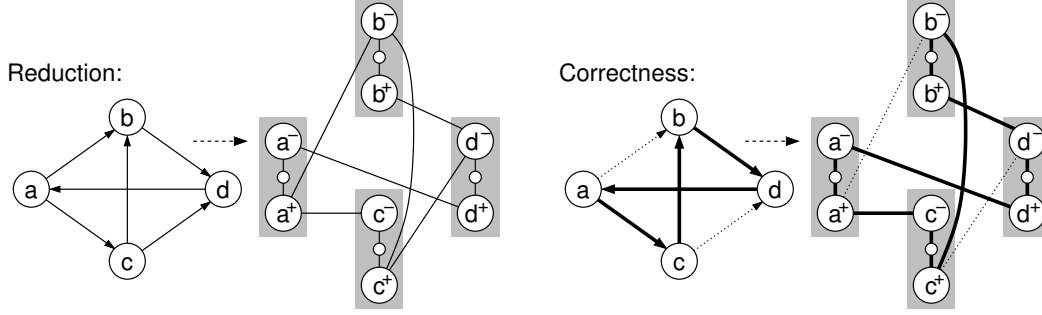 Reduction:
a
b
c
d
b⁻
b⁺
a⁻
a⁺
c⁻
c⁺
d⁻
d⁺
Correctness:
a
b
c
d
b⁻
b⁺
a⁻
a⁺
c⁻
c⁺
d⁻
d⁺